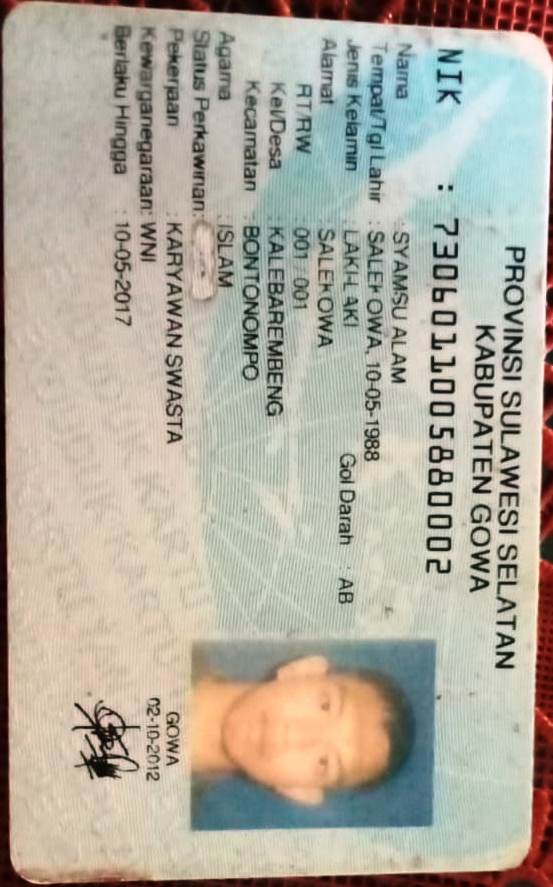 PROVINSI SULAWESI SELATAN
KABUPATEN GOWA
NIK : 7306011005880002
Nama : SYAMSU ALAM
Tempat/Tgl Lahir : SALEKOWA, 10-05-1988
Jenis Kelamin : LAKI-LAKI Gol Darah : AB
Alamat : SALEKOWA
RT/RW : 001 / 001
Kel/Desa : KALEBAREMBENG
Kecamatan : BONTONOMPO
Agama : ISLAM
Status Perkawinan:
Pekerjaan : KARYAWAN SWASTA
Kewarganegaraan: WNI
Berlaku Hingga : 10-05-2017
GOWA
02-10-2012